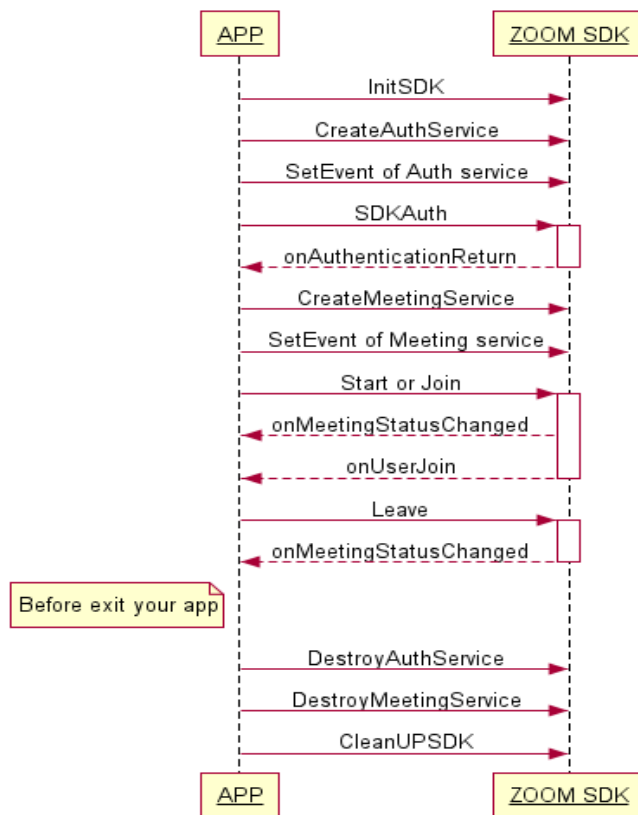 APP
ZOOM SDK
InitSDK
CreateAuthService
SetEvent of Auth service
SDKAuth
onAuthenticationReturn
CreateMeetingService
SetEvent of Meeting service
Start or Join
onMeetingStatusChanged
onUserJoin
Leave
onMeetingStatusChanged
Before exit your app
DestroyAuthService
DestroyMeetingService
CleanUPSDK
APP
ZOOM SDK